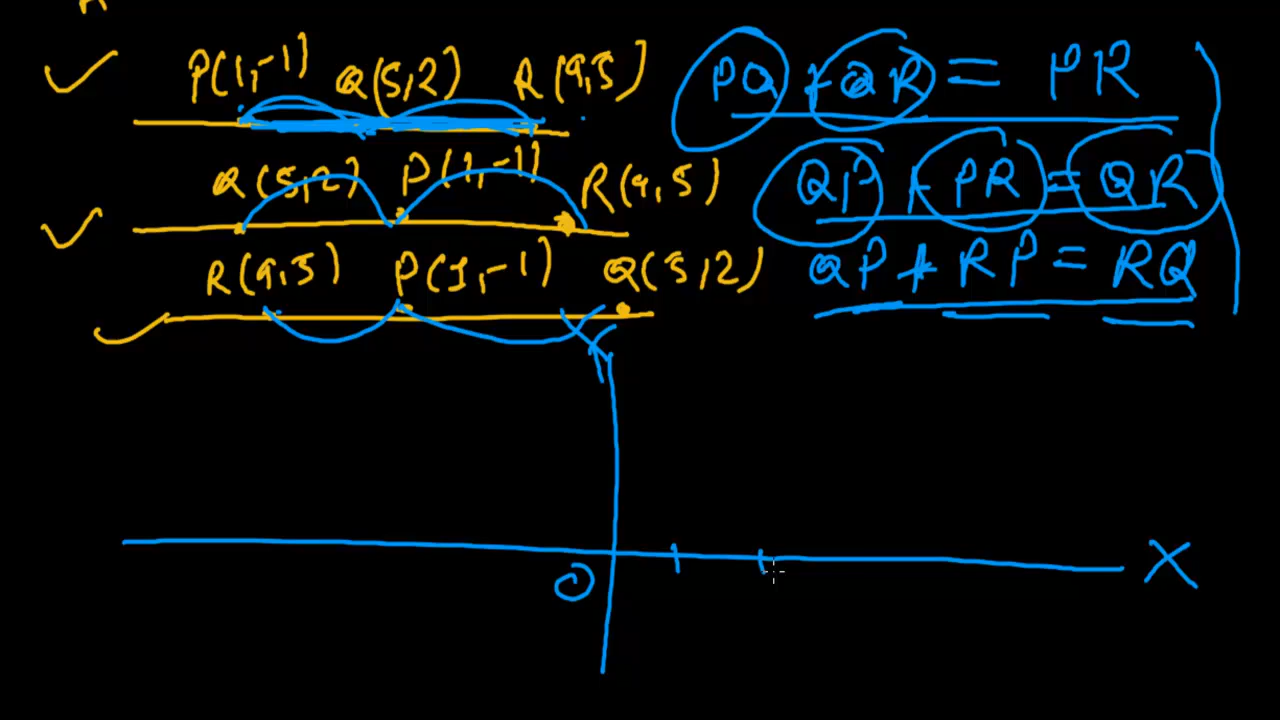 P(1,-1) Q(5,2) R(9,5) PQ + QR = PR
Q(5,2) P(1,-1) R(9,5) QP + PR = QR
R(9,5) P(1,-1) Q(5,2) QP + RP = RQ
Y
O X